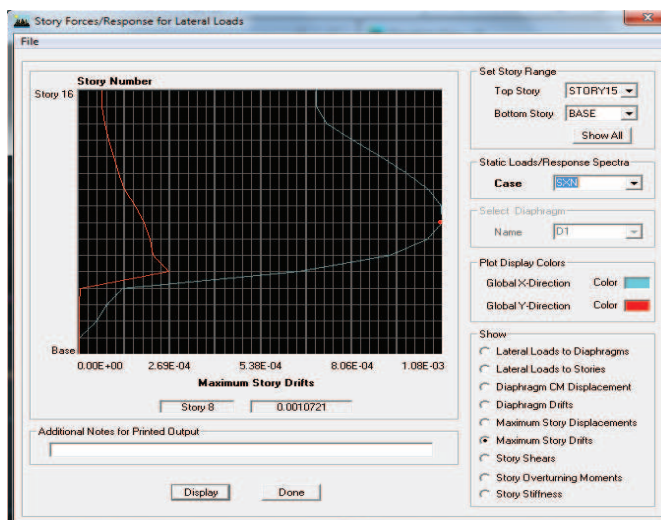 Story Forces/Response for Lateral Loads
File
Story Number
Story 16
Base
0.00E+00 2.69E-04 5.38E-04 8.06E-04 1.08E-03
Maximum Story Drifts
Story 8 0.0010721
Additional Notes for Printed Output
Display Done
Set Story Range
Top Story STORY15
Bottom Story BASE
Show All
Static Loads/Response Spectra
Case SXN
Select Diaphragm
Name D1
Plot Display Colors
Global X-Direction Color
Global Y-Direction Color
Show
Lateral Loads to Diaphragms
Lateral Loads to Stories
Diaphragm CM Displacement
Diaphragm Drifts
Maximum Story Displacements
Maximum Story Drifts
Story Shears
Story Overturning Moments
Story Stiffness